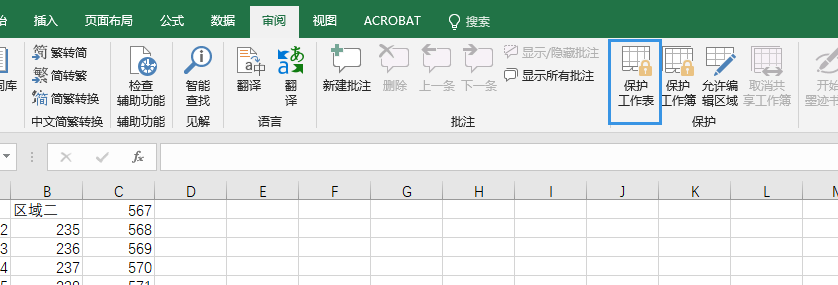 始 插入 页面布局 公式 数据 审阅 视图 ACROBAT 搜索
词库
简 繁转简
繁 简转繁
简 简繁转换
中文简繁转换
检查
辅助功能
辅助功能
智能
查找
见解
翻译
翻
译
语言
新建批注
删除
上一条
下一条
显示/隐藏批注
显示所有批注
批注
保护
工作表
保护
工作簿
允许编
辑区域
取消共
享工作簿
保护
开始
墨迹书
fx
B C D E F G H I J K L M
区域二 567
2 235 568
3 236 569
4 237 570